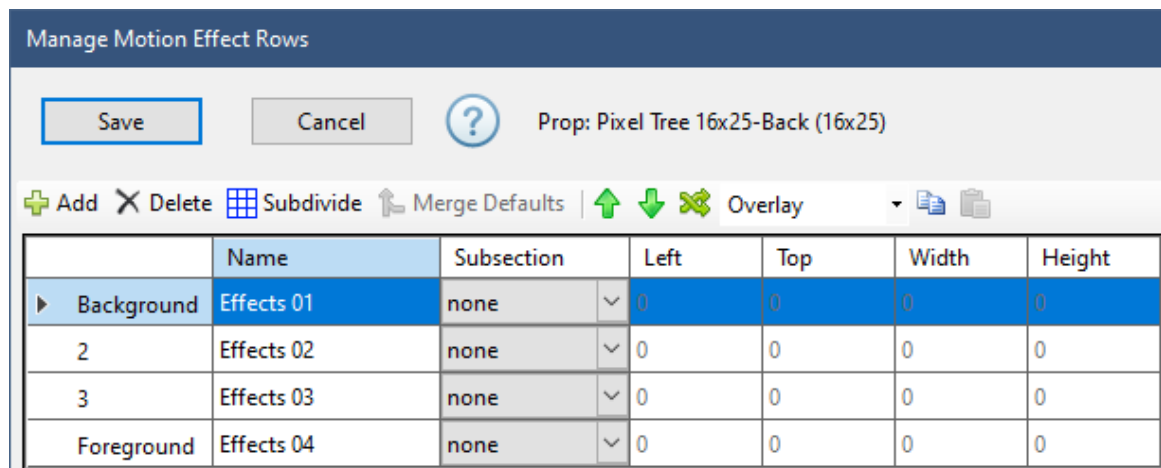 Manage Motion Effect Rows
Save Cancel ? Prop: Pixel Tree 16x25-Back (16x25)
Add Delete Subdivide Merge Defaults Overlay
Name Subsection Left Top Width Height
Background Effects 01 none 0 0 0 0
2 Effects 02 none 0 0 0 0
3 Effects 03 none 0 0 0 0
Foreground Effects 04 none 0 0 0 0